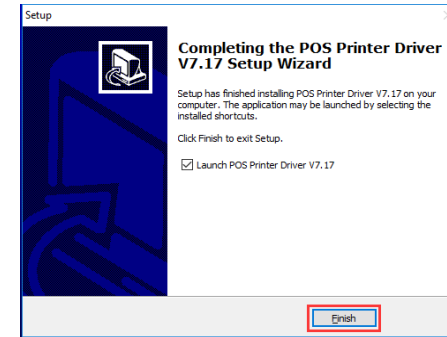 Setup
Completing the POS Printer Driver
V7.17 Setup Wizard
Setup has finished installing POS Printer Driver V7.17 on your
computer. The application may be launched by selecting the
installed shortcuts.
Click Finish to exit Setup.
Launch POS Printer Driver V7.17
Finish